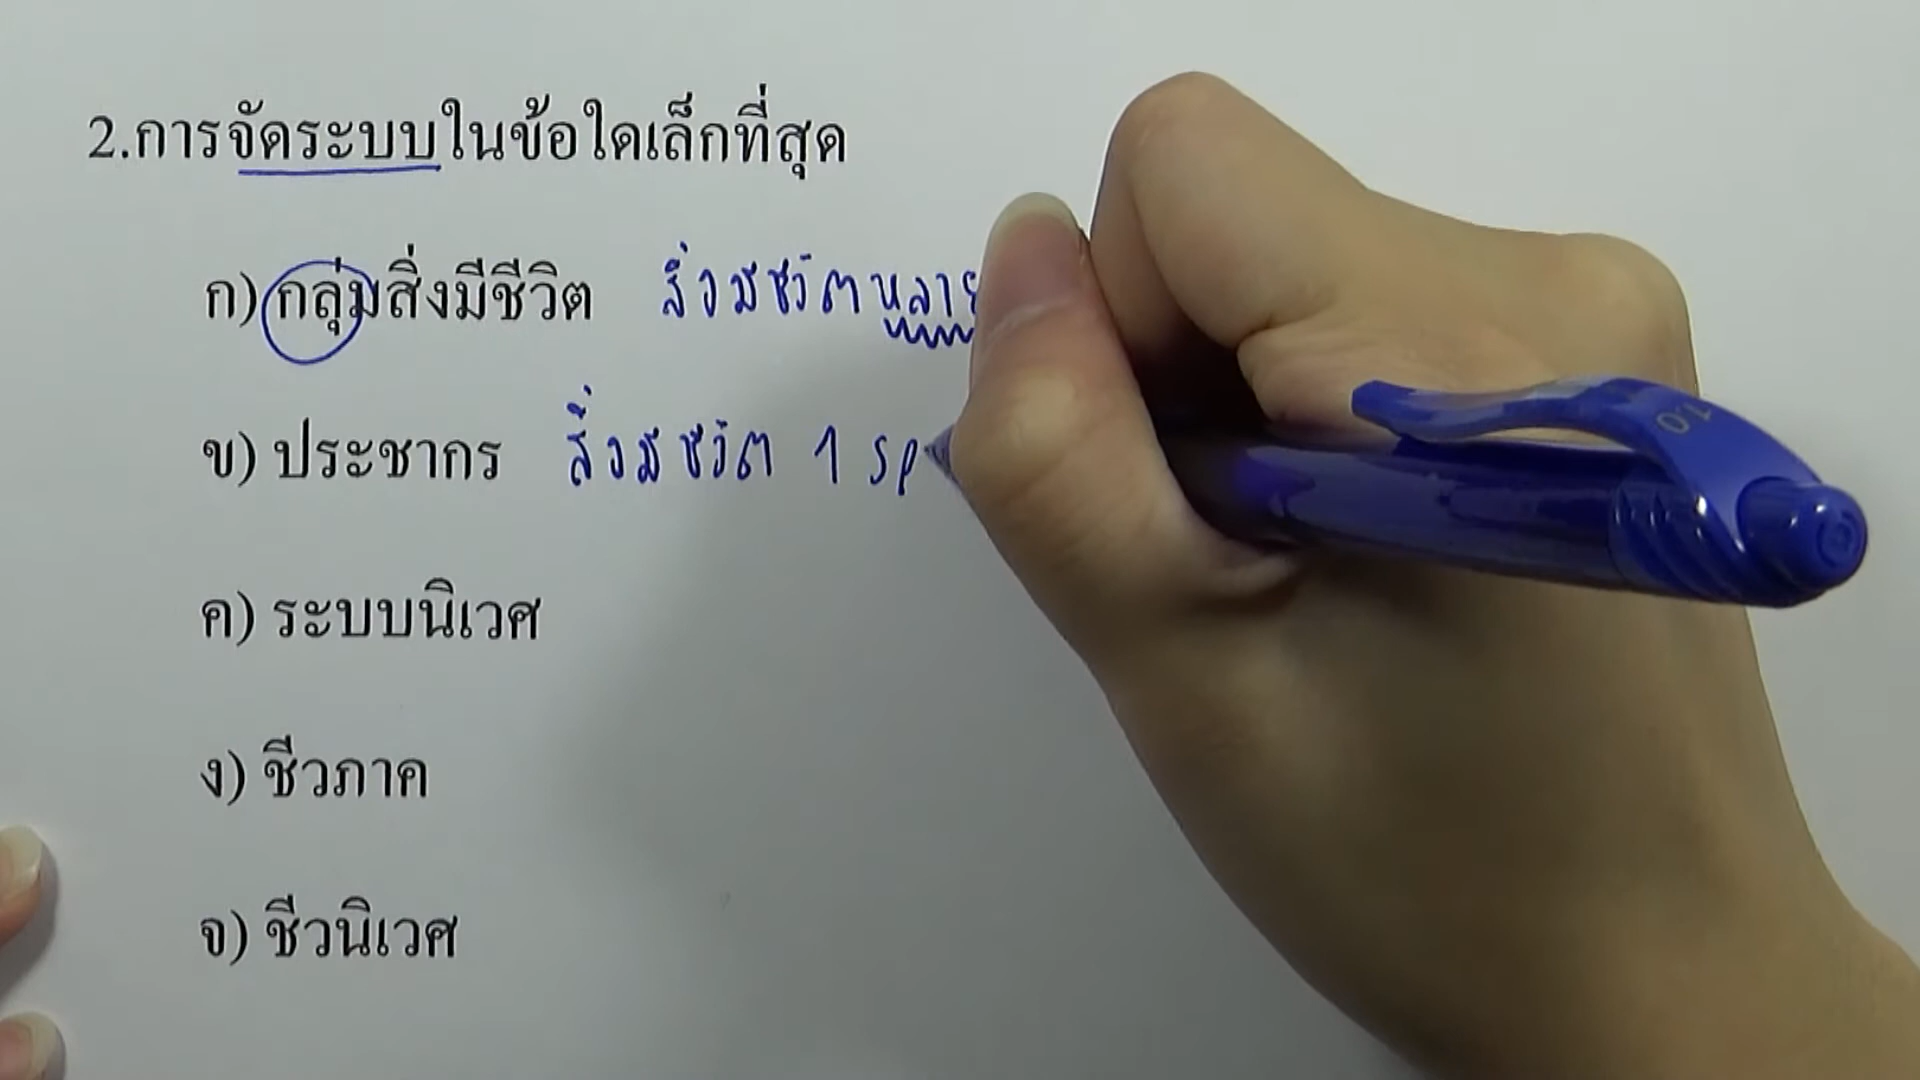 2.การจัดระบบในข้อใดเล็กที่สุด
ก) กลุ่มสิ่งมีชีวิต สิ่งมีชีวิตหลาย
ข) ประชากร สิ่งมีชีวิต 1 sp
ค) ระบบนิเวศ
ง) ชีวภาค
จ) ชีวนิเวศ
1.0